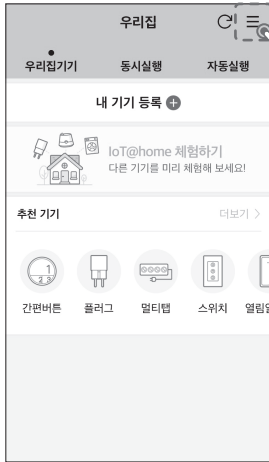 우리집
우리집기기 동시실행 자동실행
내 기기 등록
IoT@home 체험하기
다른 기기를 미리 체험해 보세요!
추천 기기 더보기 >
1
2 3
간편버튼 플러그 멀티탭 스위치